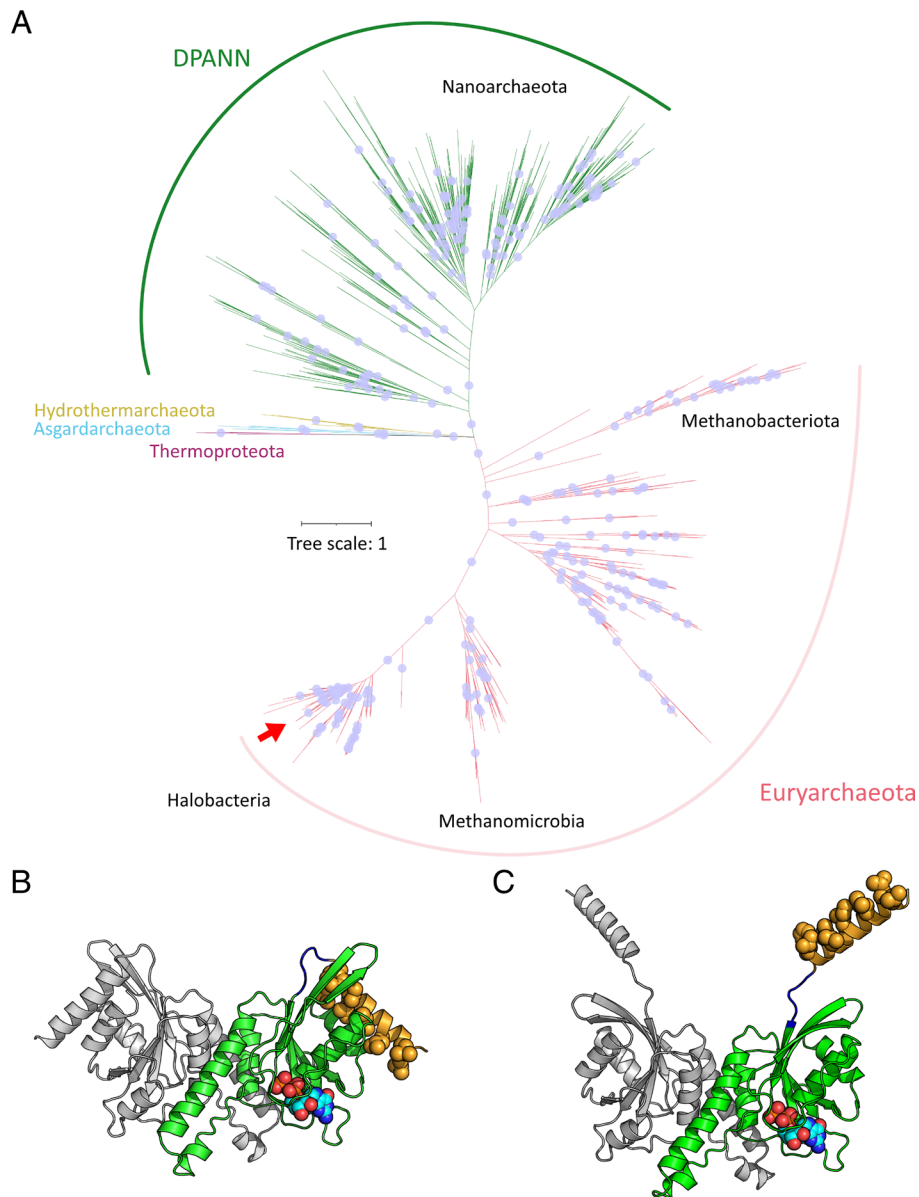 A
DPANN
Nanoarchaeota
Hydrothermarchaeota
Asgardarchaeota
Thermoproteota
Methanobacteriota
Tree scale: 1
Halobacteria
Methanomicrobia
Euryarchaeota
B
C